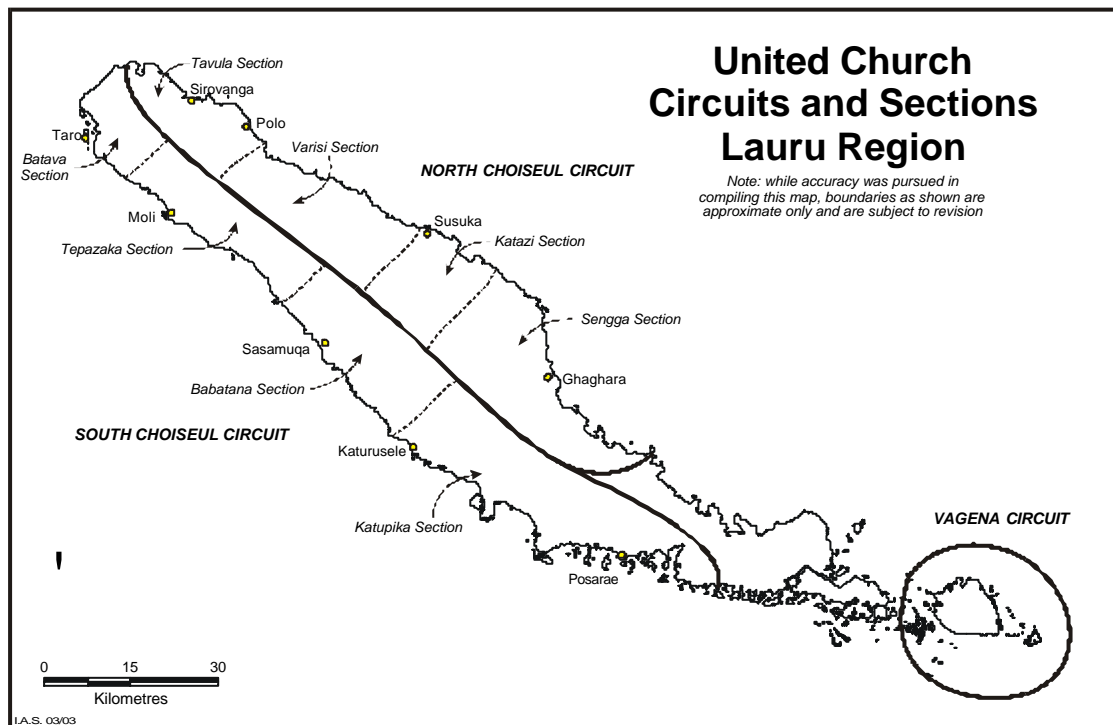 United Church
Circuits and Sections
Lauru Region
Note: while accuracy was pursued in
compiling this map, boundaries as shown are
approximate only and are subject to revision
Tavula Section
Sirovanga
Polo
Taro
Varisi Section
Batava
Section
NORTH CHOISEUL CIRCUIT
Moli
Susuka
Tepazaka Section
Katazi Section
Sengga Section
Sasamuqa
Ghaghara
Babatana Section
SOUTH CHOISEUL CIRCUIT
Katurusele
Katupika Section
VAGENA CIRCUIT
Posarae
0 15 30
Kilometres
I.A.S. 03/03